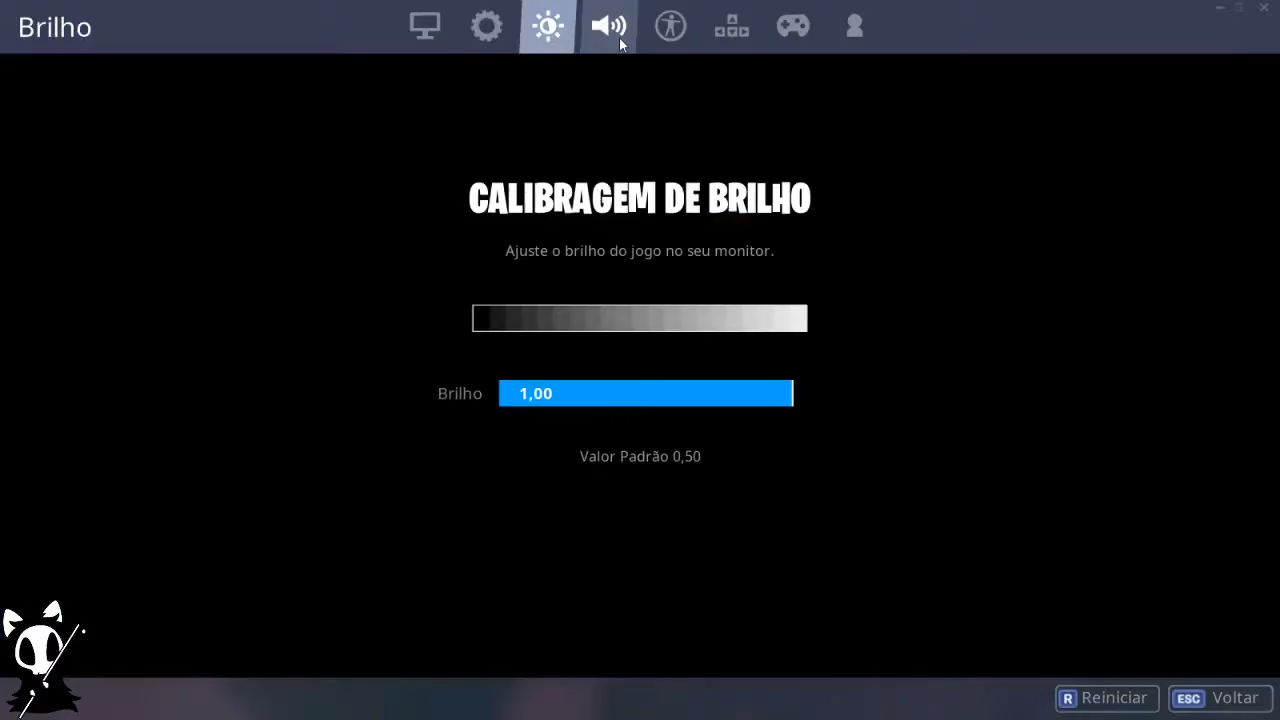 Brilho
CALIBRAGEM DE BRILHO
Ajuste o brilho do jogo no seu monitor.
Brilho 1,00
Valor Padrão 0,50
R Reiniciar ESC Voltar